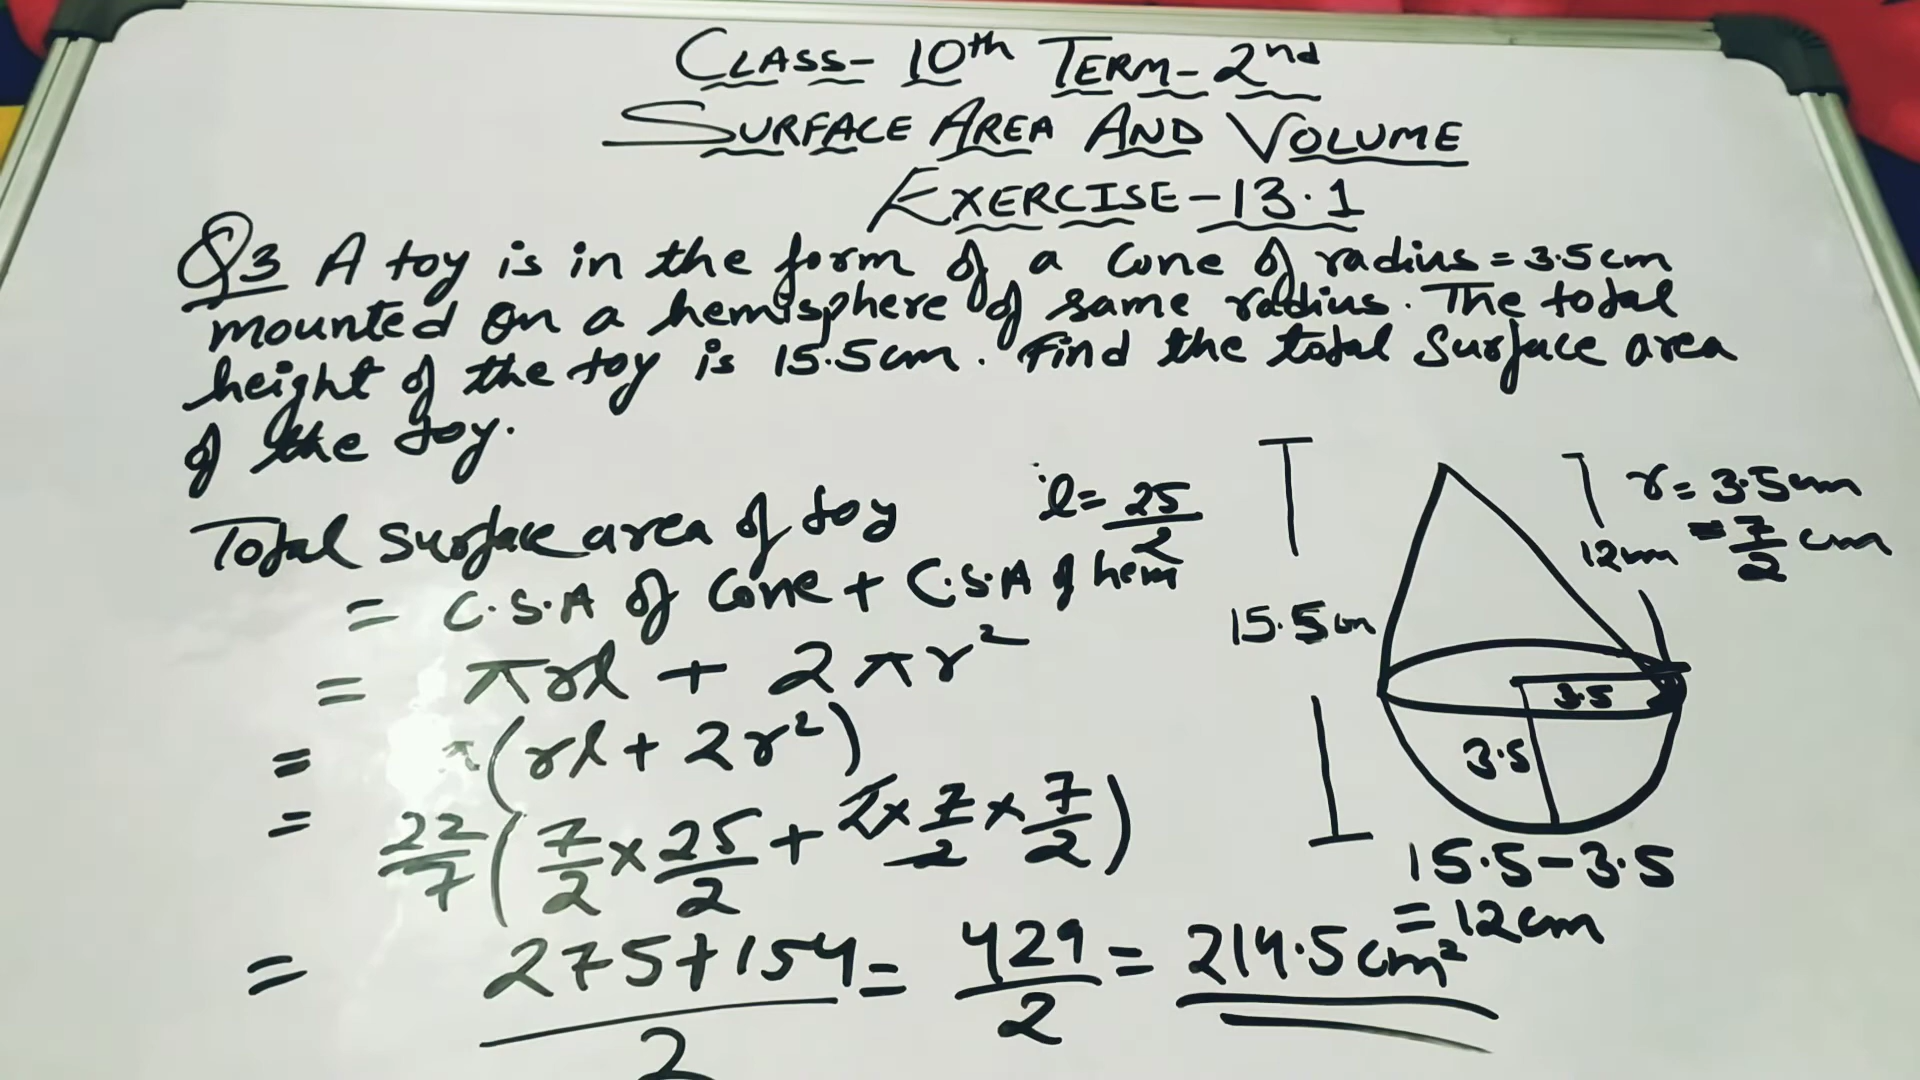 CLASS- 10th TERM- 2nd
SURFACE AREA AND VOLUME
EXERCISE-13.1
Q3 A toy is in the form of a cone of radius = 3.5cm
mounted on a hemisphere of same radius. The total
height of the toy is 15.5cm. Find the total Surface area
of the toy.
Total surface area of toy
l = 25/2
= C.S.A of Cone + C.S.A of hem
= πrl + 2πr²
= π(rl + 2r²)
= 22/7 (7/2 × 25/2 + 2 × 7/2 × 7/2)
= 275+154/2 = 429/2 = 214.5cm²
15.5cm
12cm
r = 3.5cm
= 7/2 cm
3.5
3.5
15.5-3.5
= 12cm